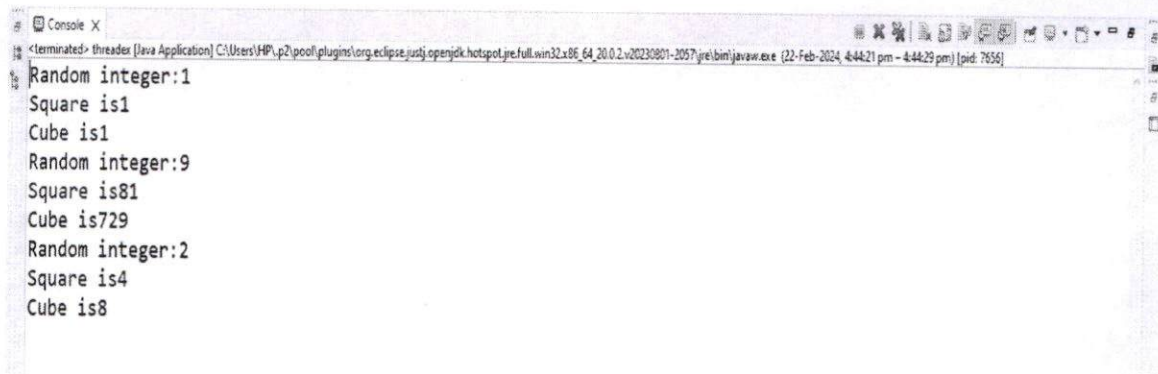 Console X
<terminated> threadex [Java Application] C:\Users\HP\.p2\pool\plugins\org.eclipse.justj.openjdk.hotspot.jre.full.win32.x86_64_20.0.2.v20230801-2057\jre\bin\javaw.exe (22-Feb-2024, 4:44:21 pm – 4:44:29 pm) [pid: 7656]
Random integer:1
Square is1
Cube is1
Random integer:9
Square is81
Cube is729
Random integer:2
Square is4
Cube is8